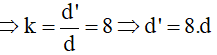 ⇒ k = d'/d = 8 ⇒ d' = 8.d